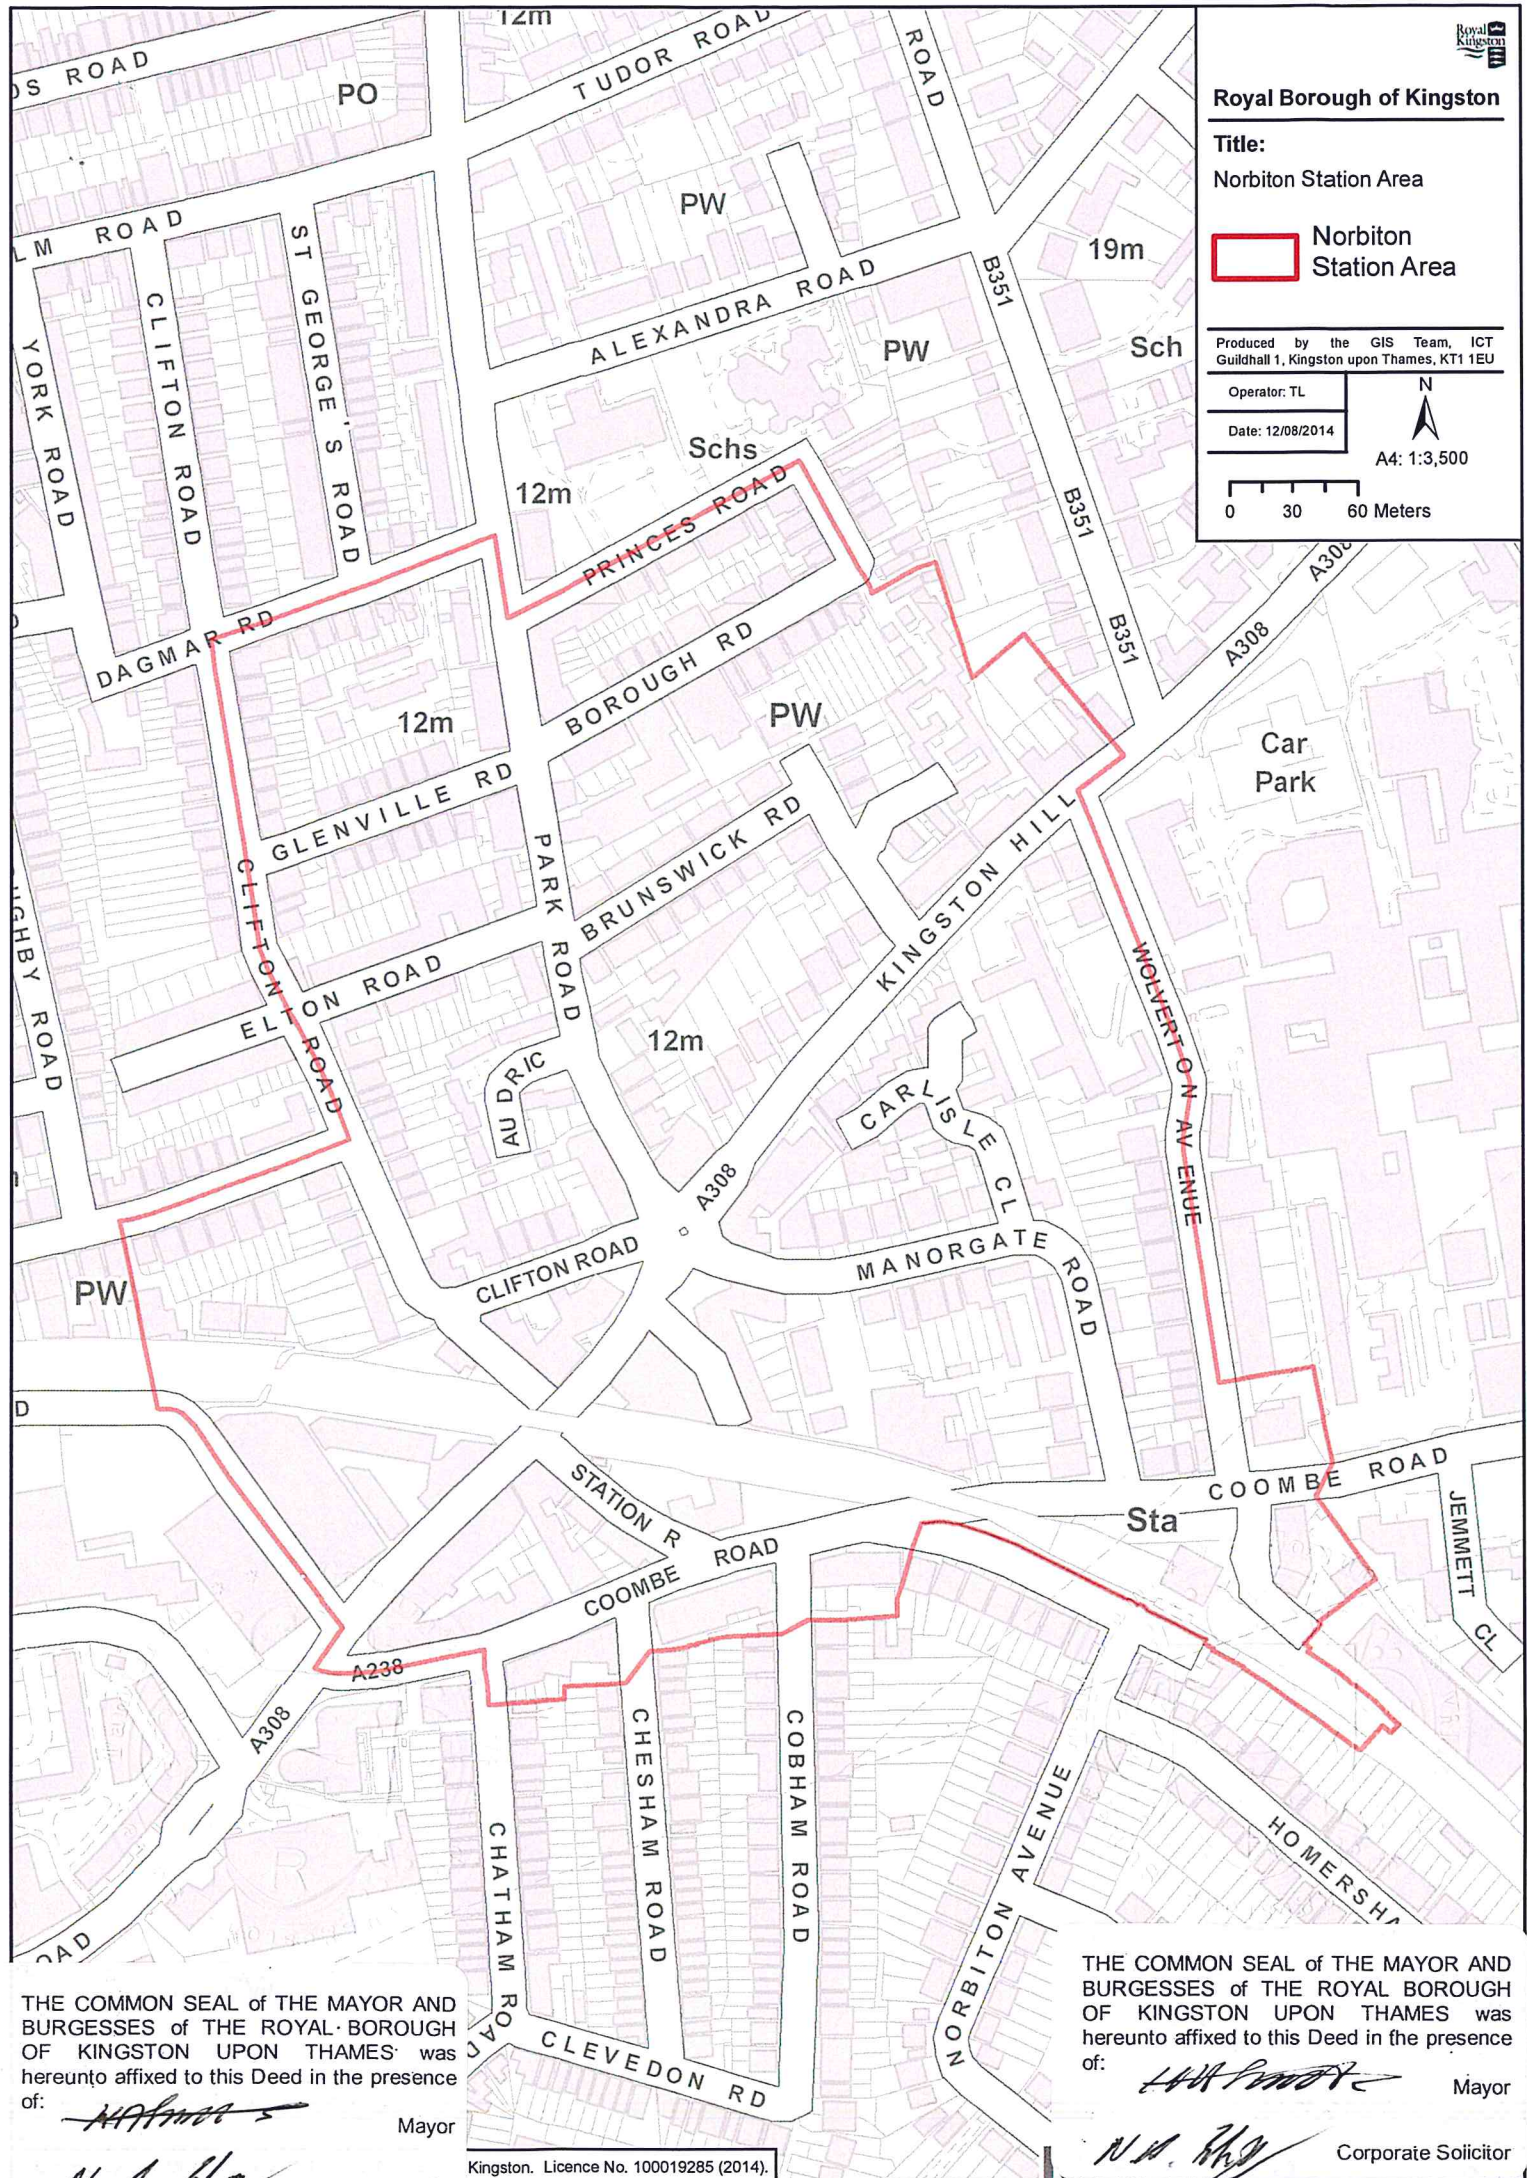 12m
ROAD
TUDOR ROAD
ROAD
PO
PW
LM ROAD
ST GEORGE'S ROAD
CLIFTON ROAD
YORK ROAD
ALEXANDRA ROAD
B351
19m
PW
Sch
Schs
12m
PRINCES ROAD
B351
B351
A308
A308
DAGMAR RD
12m
BOROUGH RD
PW
Car
Park
GLENVILLE RD
PARK ROAD
BRUNSWICK RD
KINGSTON HILL
CLIFTON ROAD
UGHBY ROAD
ELTON ROAD
12m
WOLVERTON AVENUE
AUDRIC
CARLISLE CL
A308
CLIFTON ROAD
MANORGATE ROAD
PW
D
STATION R
COOMBE ROAD
Sta
COOMBE ROAD
JEMMETT CL
A238
A308
CHATHAM ROAD
CHESHAM ROAD
COBHAM ROAD
NORBITON AVENUE
HOMERSHA
OAD
CLEVEDON RD
Royal
Kingston
Royal Borough of Kingston
Title:
Norbiton Station Area
Norbiton
Station Area
Produced by the GIS Team, ICT
Guildhall 1, Kingston upon Thames, KT1 1EU
Operator: TL
Date: 12/08/2014
N
A4: 1:3,500
0 30 60 Meters
THE COMMON SEAL of THE MAYOR AND
BURGESSES of THE ROYAL BOROUGH
OF KINGSTON UPON THAMES was
hereunto affixed to this Deed in the presence
of:
Mayor
Kingston. Licence No. 100019285 (2014).
THE COMMON SEAL of THE MAYOR AND
BURGESSES of THE ROYAL BOROUGH
OF KINGSTON UPON THAMES was
hereunto affixed to this Deed in the presence
of:
Mayor
Corporate Solicitor